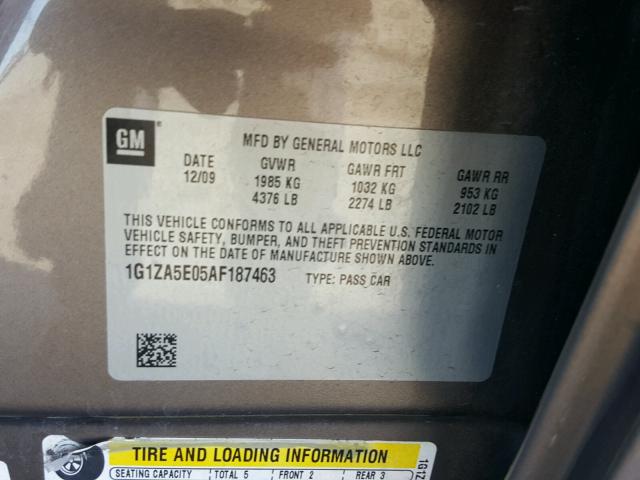 GM
MFD BY GENERAL MOTORS LLC
DATE GVWR GAWR FRT GAWR RR
12/09 1985 KG 1032 KG 953 KG
4376 LB 2274 LB 2102 LB
THIS VEHICLE CONFORMS TO ALL APPLICABLE U.S. FEDERAL MOTOR
VEHICLE SAFETY, BUMPER, AND THEFT PREVENTION STANDARDS IN
EFFECT ON THE DATE OF MANUFACTURE SHOWN ABOVE.
1G1ZA5E05AF187463 TYPE: PASS CAR
TIRE AND LOADING INFORMATION
SEATING CAPACITY TOTAL 5 FRONT 2 REAR 3
1G1Z